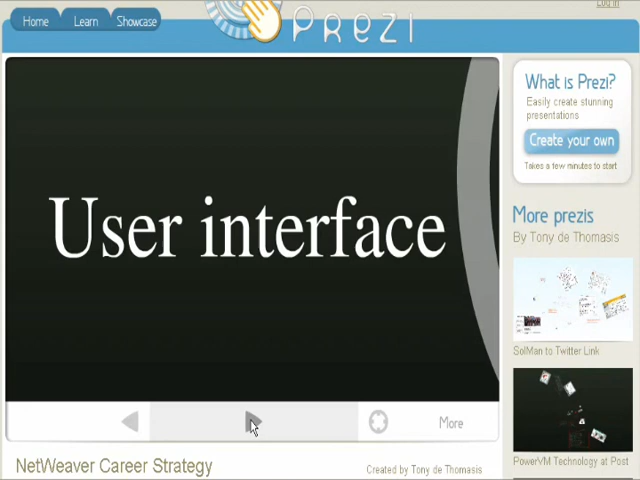 Log in
Home Learn Showcase
PREZI
User interface
What is Prezi?
Easily create stunning
presentations
Create your own
Takes a few minutes to start
More prezis
By Tony de Thomasis
SolMan to Twitter Link
PowerVM Technology at Post
More
NetWeaver Career Strategy
Created by Tony de Thomasis